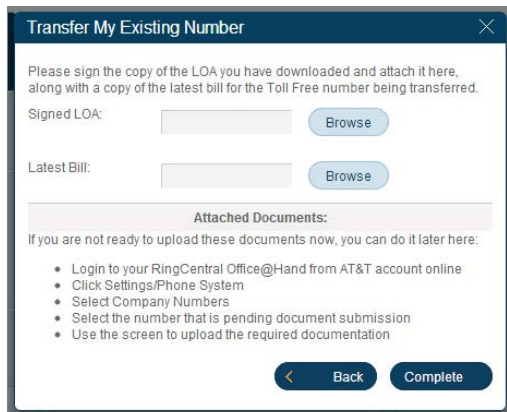 Transfer My Existing Number
Please sign the copy of the LOA you have downloaded and attach it here,
along with a copy of the latest bill for the Toll Free number being transferred.
Signed LOA:
Browse
Latest Bill:
Browse
Attached Documents:
If you are not ready to upload these documents now, you can do it later here:
• Login to your RingCentral Office@Hand from AT&T account online
• Click Settings/Phone System
• Select Company Numbers
• Select the number that is pending document submission
• Use the screen to upload the required documentation
Back Complete